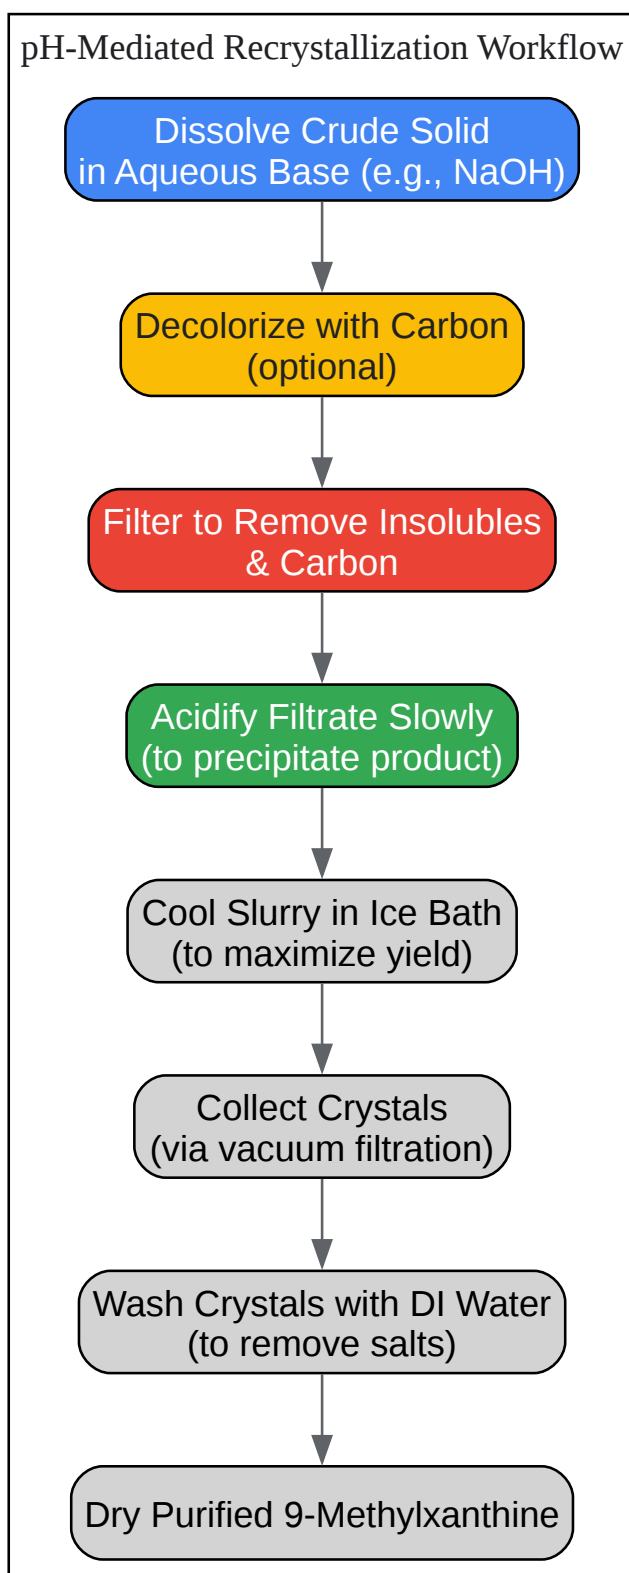 pH-Mediated Recrystallization Workflow
Dissolve Crude Solid
in Aqueous Base (e.g., NaOH)
Decolorize with Carbon
(optional)
Filter to Remove Insolubles
& Carbon
Acidify Filtrate Slowly
(to precipitate product)
Cool Slurry in Ice Bath
(to maximize yield)
Collect Crystals
(via vacuum filtration)
Wash Crystals with DI Water
(to remove salts)
Dry Purified 9-Methylxanthine